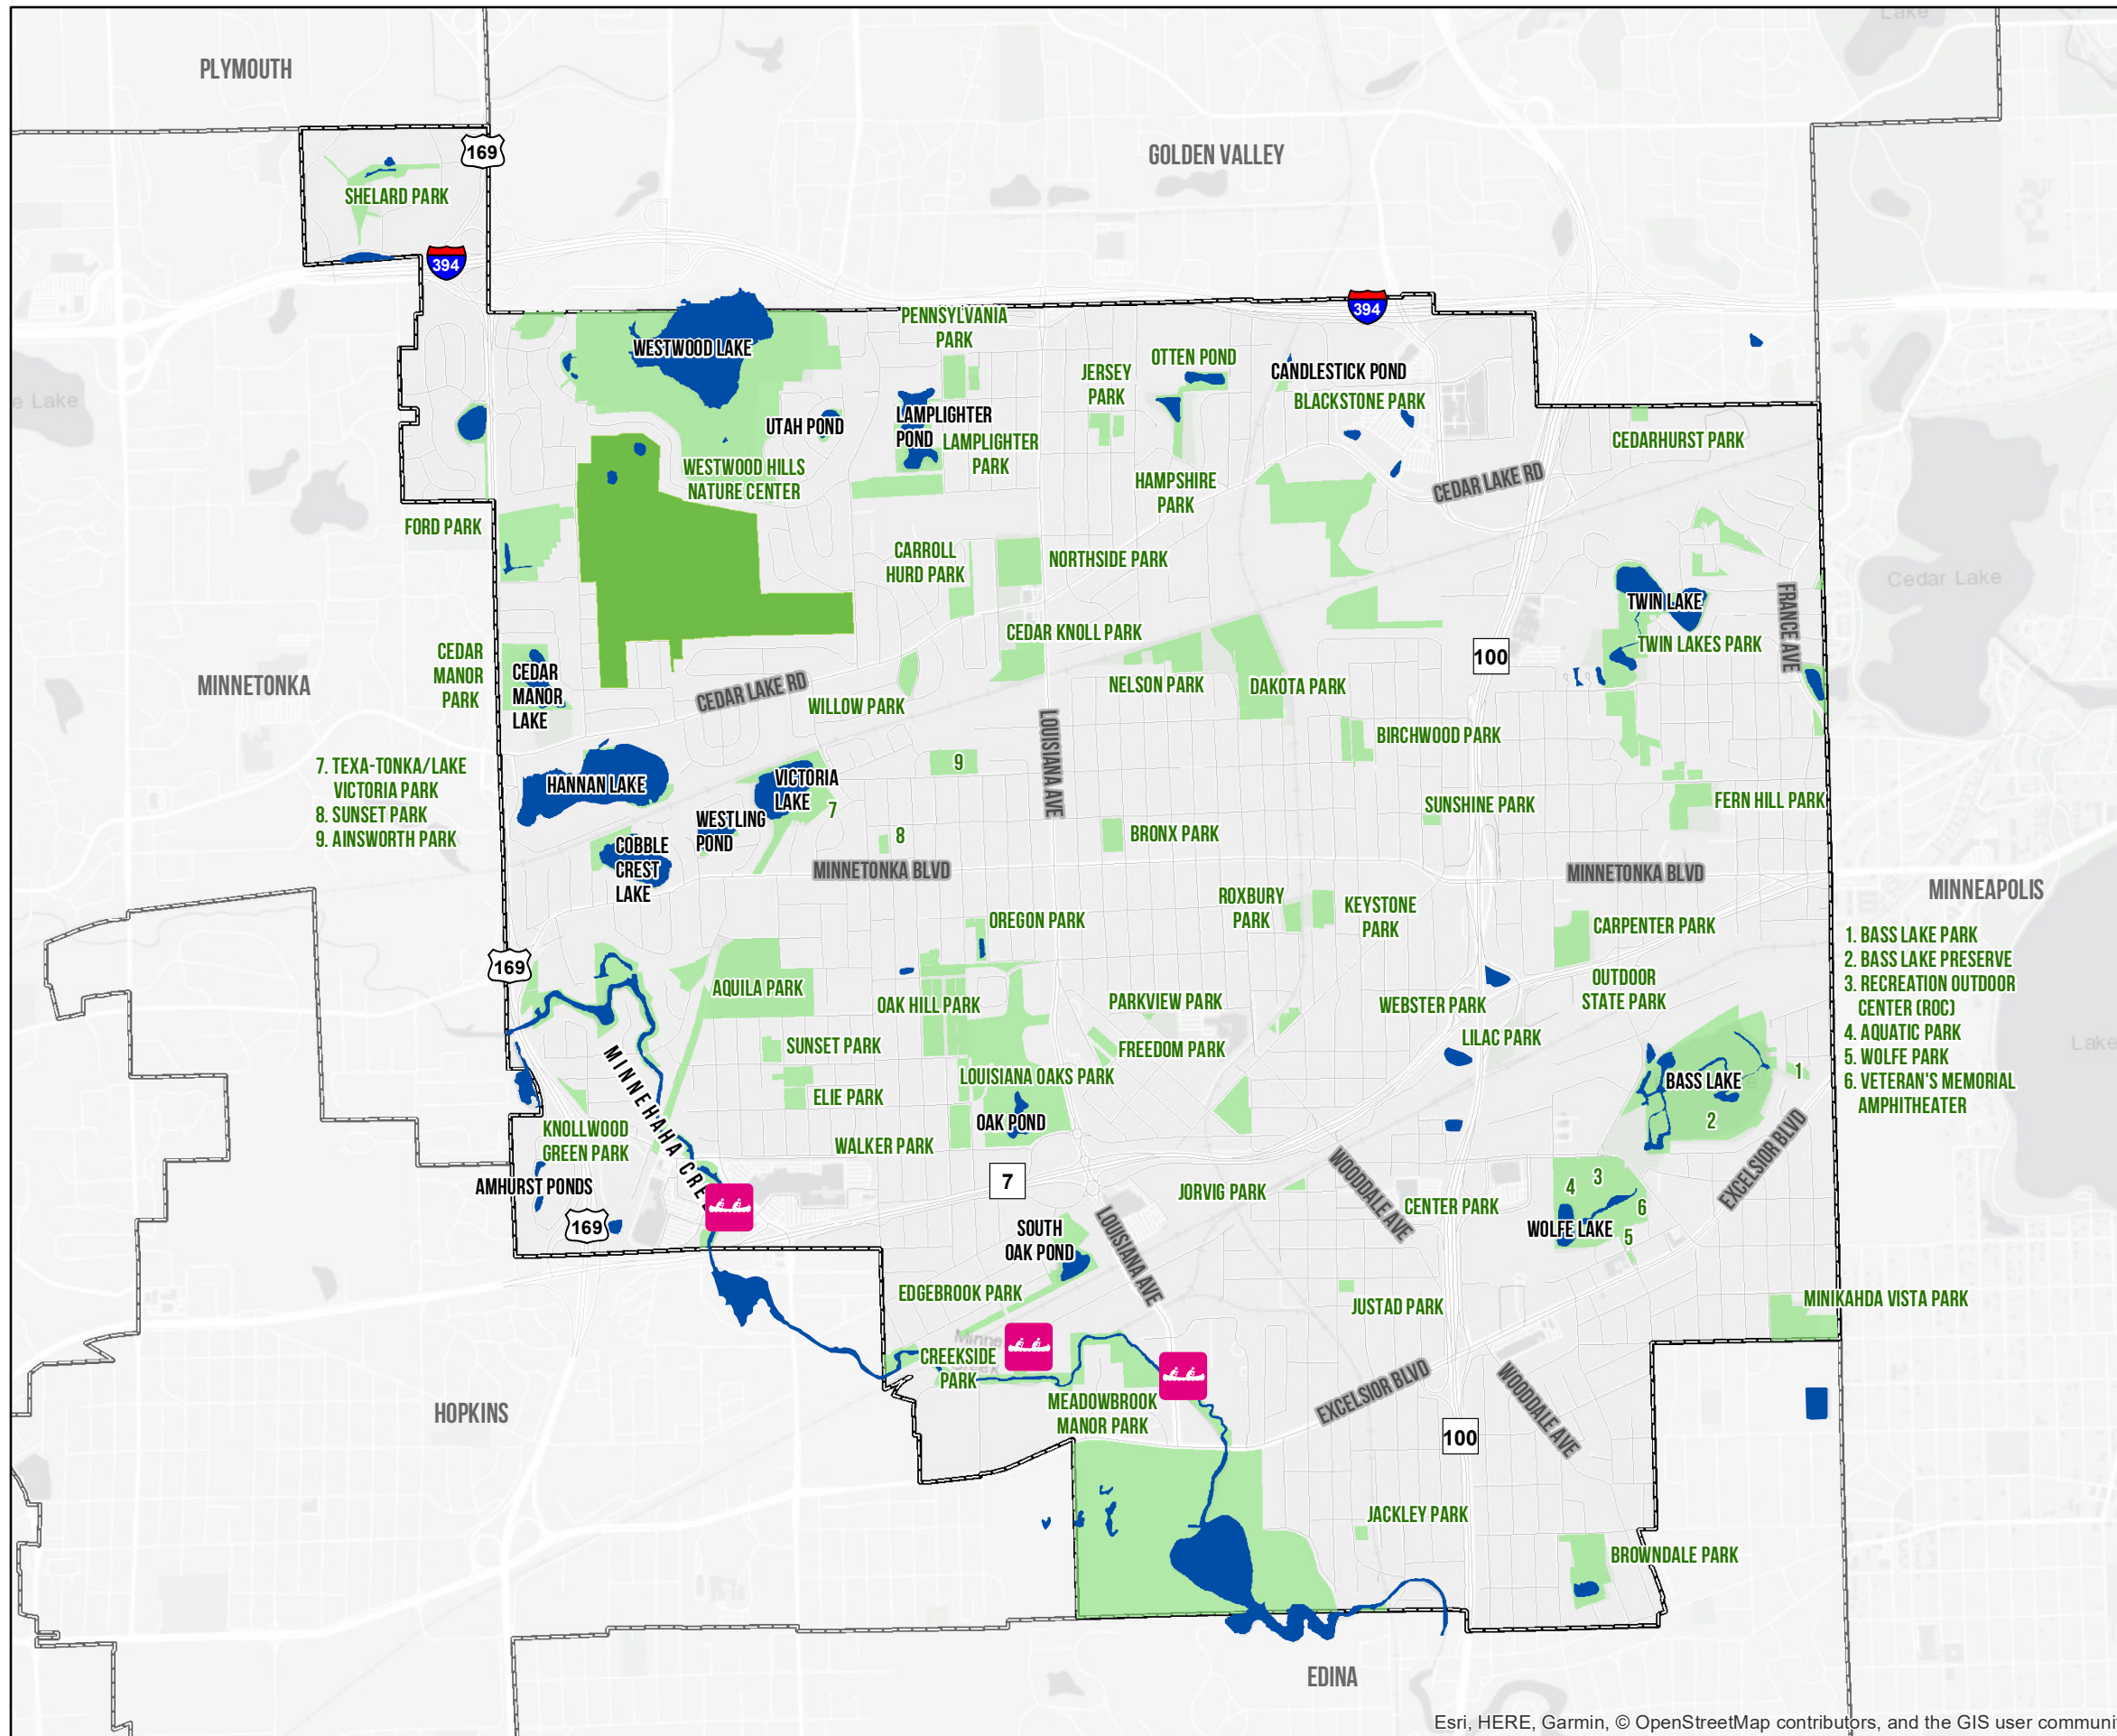 Lake
PLYMOUTH
169
GOLDEN VALLEY
SHELARD PARK
394
394
PENNSYLVANIA
PARK
WESTWOOD LAKE
OTTEN POND
JERSEY
PARK
CANDLESTICK POND
BLACKSTONE PARK
e Lake
UTAH POND
LAMPLIGHTER
POND
LAMPLIGHTER
PARK
CEDARHURST PARK
WESTWOOD HILLS
NATURE CENTER
HAMPSHIRE
PARK
CEDAR LAKE RD
FORD PARK
CARROLL
HURD PARK
NORTHSIDE PARK
Cedar Lake
TWIN LAKE
FRANCE AVE
CEDAR KNOLL PARK
TWIN LAKES PARK
100
CEDAR
MANOR
PARK
CEDAR
MANOR
LAKE
MINNETONKA
CEDAR LAKE RD
WILLOW PARK
NELSON PARK
DAKOTA PARK
LOUISIANA AVE
BIRCHWOOD PARK
7. TEXA-TONKA/LAKE
VICTORIA PARK
8. SUNSET PARK
9. AINSWORTH PARK
HANNAN LAKE
VICTORIA
LAKE
9
7
WESTLING
POND
8
SUNSHINE PARK
FERN HILL PARK
BRONX PARK
COBBLE
CREST
LAKE
MINNETONKA BLVD
MINNETONKA BLVD
MINNEAPOLIS
ROXBURY
PARK
KEYSTONE
PARK
OREGON PARK
CARPENTER PARK
1. BASS LAKE PARK
2. BASS LAKE PRESERVE
3. RECREATION OUTDOOR
CENTER (ROC)
4. AQUATIC PARK
5. WOLFE PARK
6. VETERAN'S MEMORIAL
AMPHITHEATER
169
AQUILA PARK
OAK HILL PARK
PARKVIEW PARK
WEBSTER PARK
OUTDOOR
STATE PARK
LILAC PARK
Lake
SUNSET PARK
FREEDOM PARK
LOUISIANA OAKS PARK
BASS LAKE
1
2
ELIE PARK
OAK POND
MINNEHAHA CRE
KNOLLWOOD
GREEN PARK
WALKER PARK
EXCELSIOR BLVD
AMHURST PONDS
7
JORVIG PARK
WOODDALE AVE
CENTER PARK
3
4
6
5
WOLFE LAKE
169
SOUTH
OAK POND
LOUISIANA AVE
EDGEBROOK PARK
JUSTAD PARK
MINIKAHDA VISTA PARK
Minne
CREEKSIDE
PARK
MEADOWBROOK
MANOR PARK
EXCELSIOR BLVD
WOODDALE AVE
HOPKINS
100
JACKLEY PARK
BROWNDALE PARK
EDINA
Esri, HERE, Garmin, © OpenStreetMap contributors, and the GIS user communi